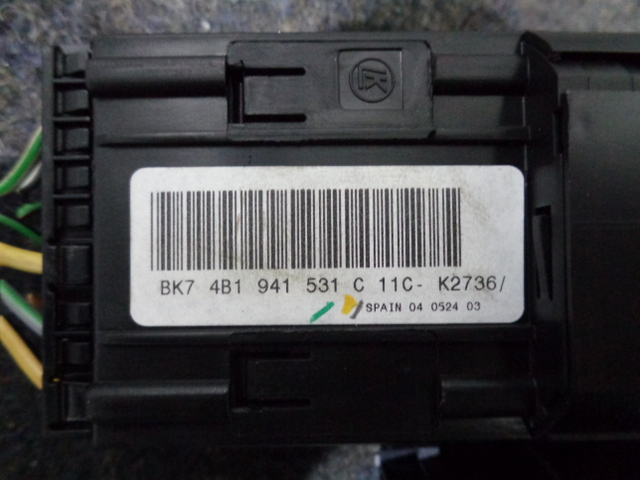 BK7 4B1 941 531 C 11C- K2736/
SPAIN 04 0524 03